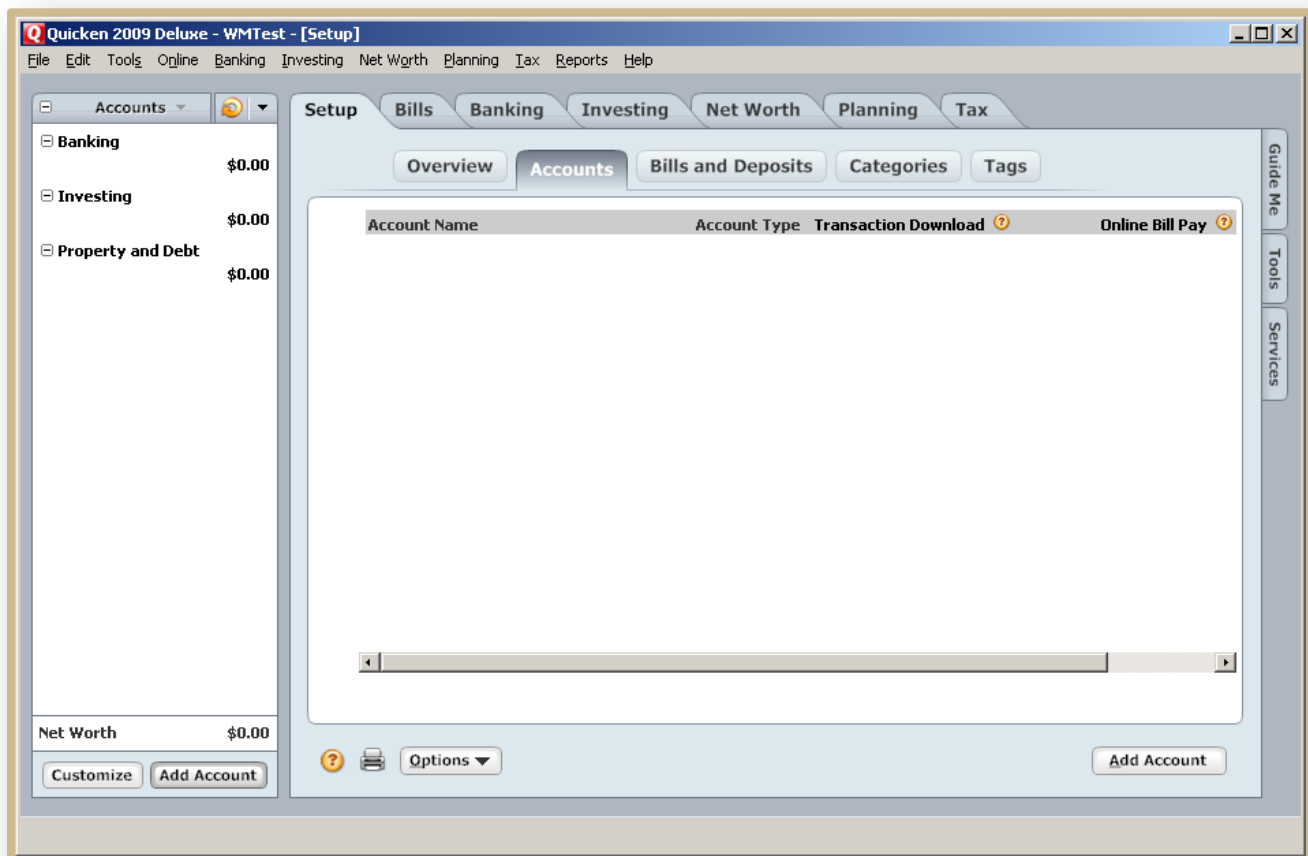 Quicken 2009 Deluxe - WMTest - [Setup]
File Edit Tools Online Banking Investing Net Worth Planning Tax Reports Help
Accounts
Setup Bills Banking Investing Net Worth Planning Tax
Banking
$0.00
Investing
$0.00
Property and Debt
$0.00
Net Worth $0.00
Customize Add Account
Overview Accounts Bills and Deposits Categories Tags
Account Name Account Type Transaction Download ? Online Bill Pay ?
? Options Add Account
Guide Me
Tools
Services